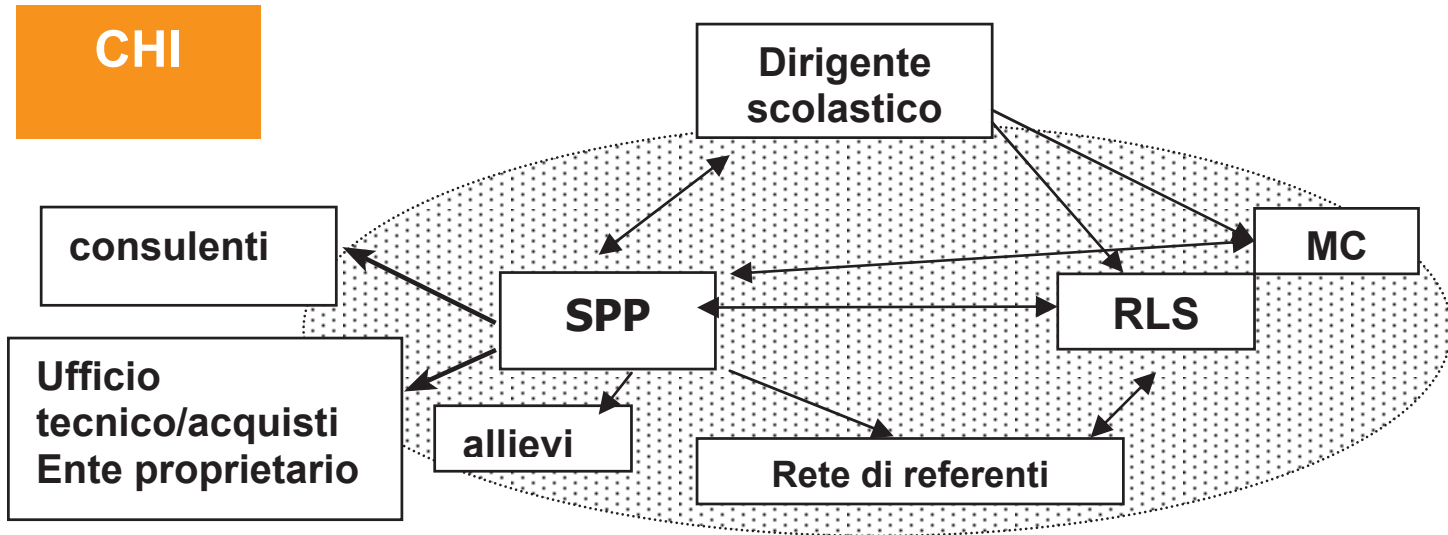 CHI
Dirigente
scolastico
consulenti
MC
SPP
RLS
Ufficio
tecnico/acquisti
Ente proprietario
allievi
Rete di referenti